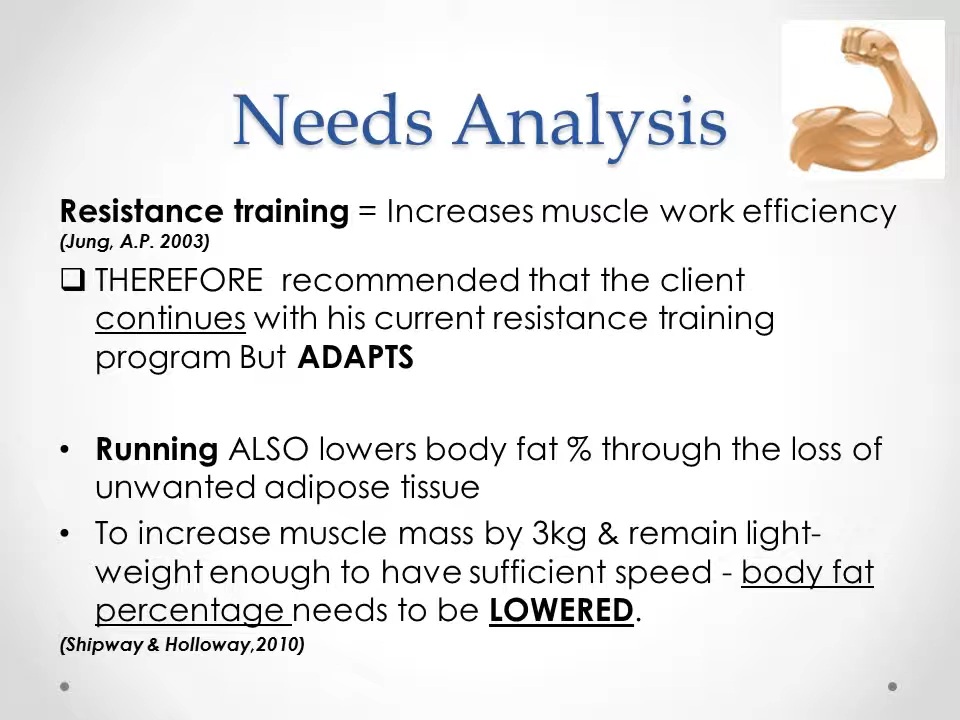 Needs Analysis
Resistance training = Increases muscle work efficiency
(Jung, A.P. 2003)
❑ THEREFORE  recommended that the client
continues with his current resistance training
program But ADAPTS
• Running ALSO lowers body fat % through the loss of
unwanted adipose tissue
• To increase muscle mass by 3kg & remain light-
weight enough to have sufficient speed - body fat
percentage needs to be LOWERED.
(Shipway & Holloway,2010)